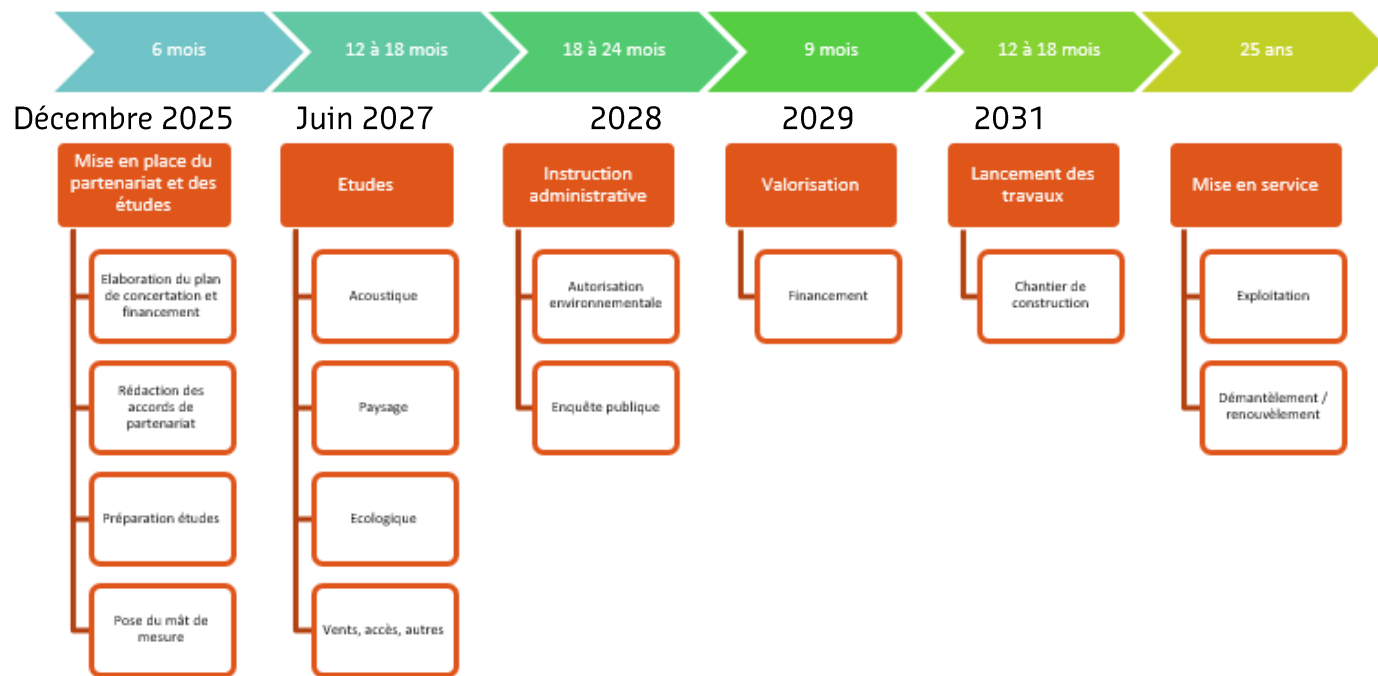 6 mois
12 à 18 mois
18 à 24 mois
9 mois
12 à 18 mois
25 ans
Décembre 2025
Juin 2027
2028
2029
2031
Mise en place du
partenariat et des
études
Elaboration du plan
de concertation et
financement
Rédaction des
accords de
partenariat
Préparation études
Pose du mât de
mesure
Etudes
Acoustique
Paysage
Ecologique
Vents, accès, autres
Instruction
administrative
Autorisation
environnementale
Enquête publique
Valorisation
Financement
Lancement des
travaux
Chantier de
construction
Mise en service
Exploitation
Démantèlement /
renouvèlement